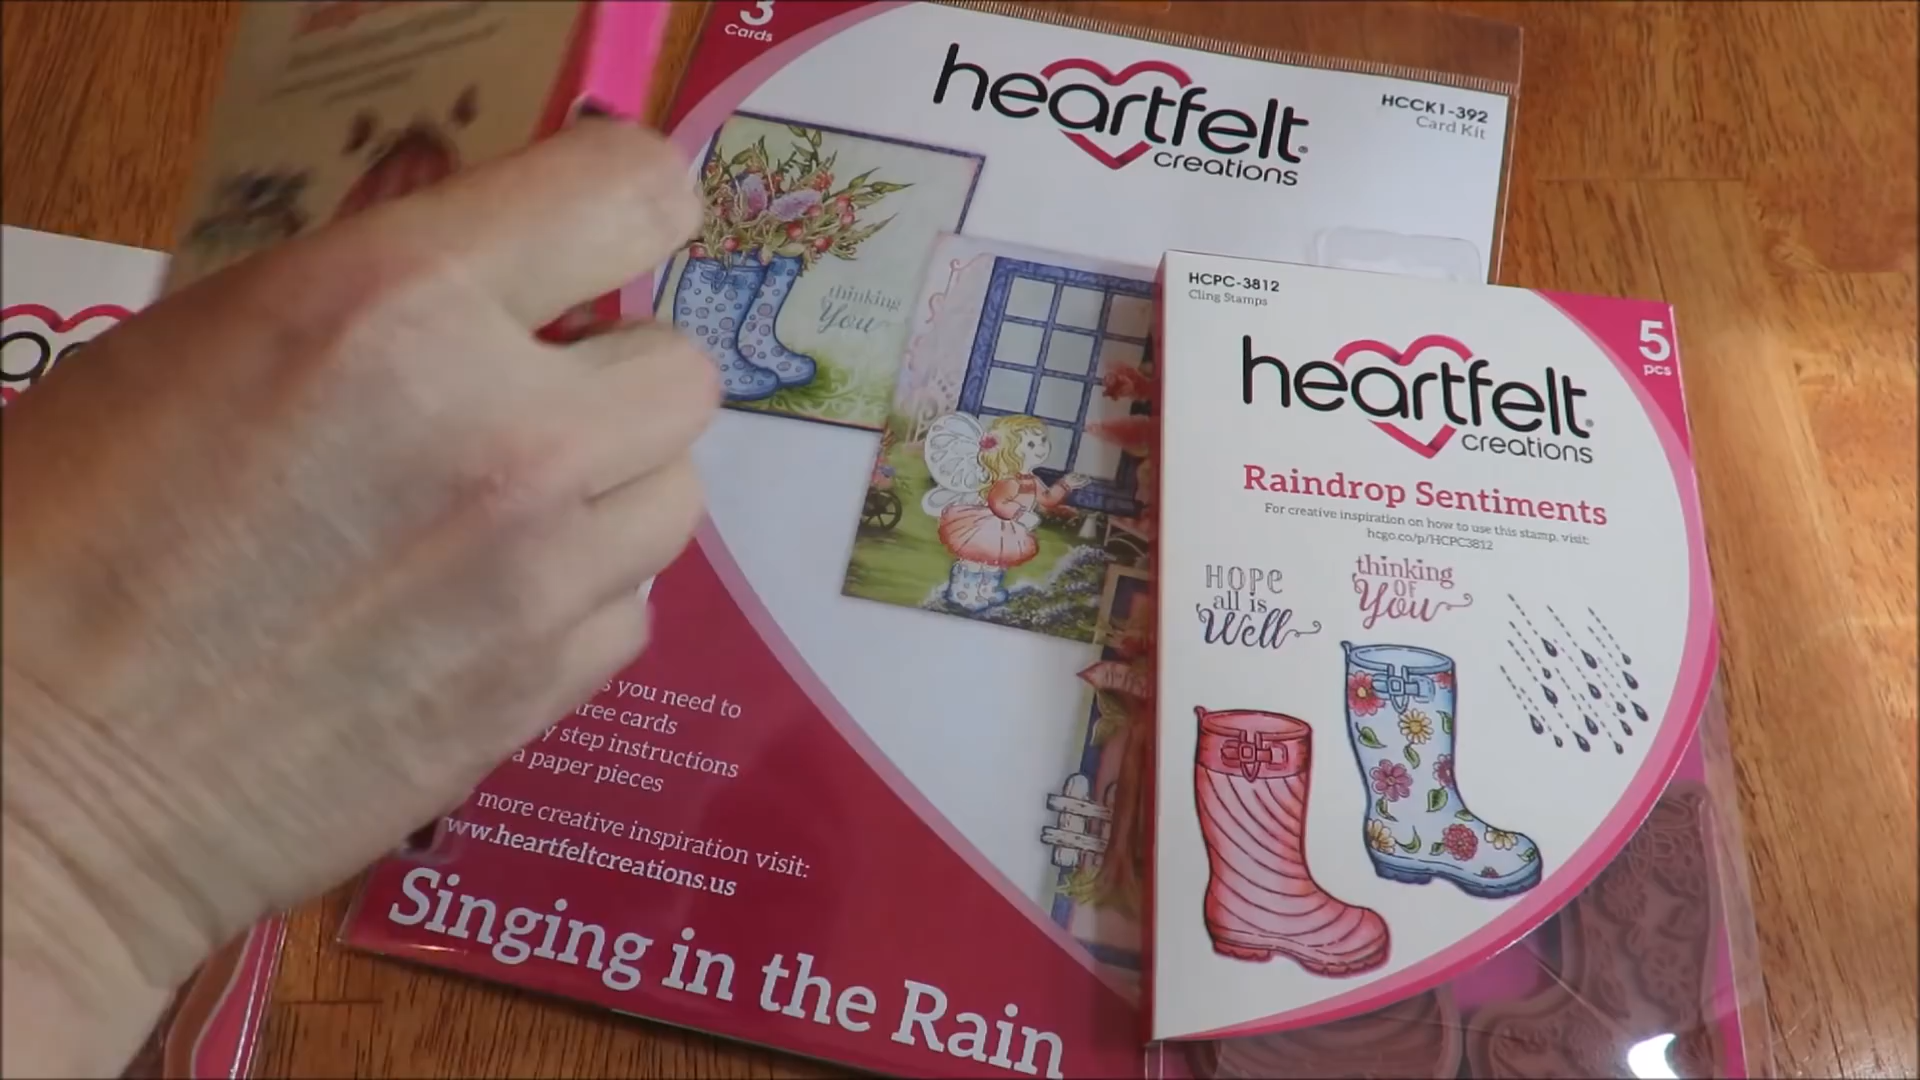 3
Cards
heartfelt
creations
HCCK1-392
Card Kit
thinking
You
you need to
cards
step instructions
a paper pieces
more creative inspiration visit:
www.heartfeltcreations.us
Singing in the Rain
HCPC-3812
Cling Stamps
5
pcs
heartfelt
creations
Raindrop Sentiments
For creative inspiration on how to use this stamp, visit:
hcgo.co/p/HCPC3812
HOPE
all is
Well
thinking
OF
You